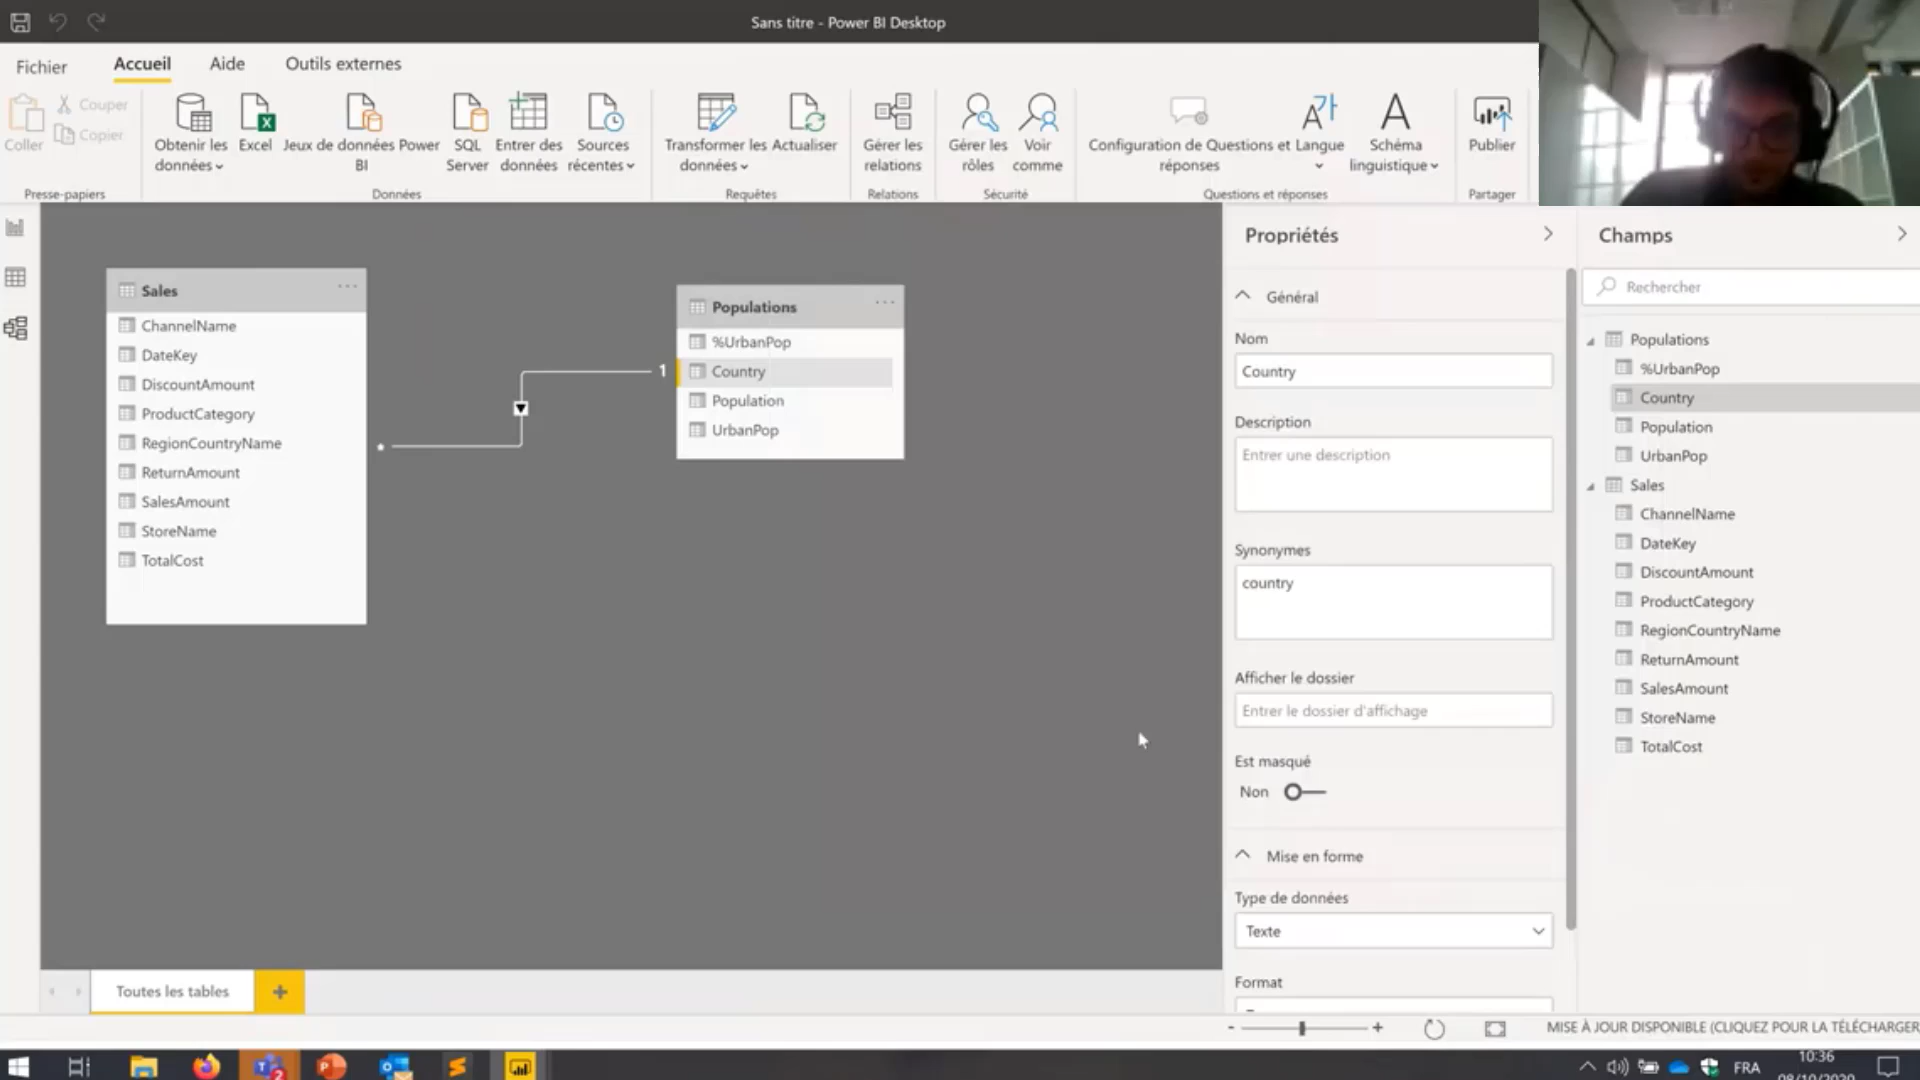 Sans titre - Power BI Desktop
Fichier
Accueil
Aide
Outils externes
Coller
Couper
Copier
Obtenir les données
Excel
Jeux de données Power BI
SQL Server
Entrer des données
Sources récentes
Transformer les données
Actualiser
Gérer les relations
Gérer les rôles
Voir comme
Configuration de Questions et réponses
Langue
Schéma linguistique
Publier
Presse-papiers
Données
Requêtes
Relations
Sécurité
Questions et réponses
Partager
Sales
ChannelName
DateKey
DiscountAmount
ProductCategory
RegionCountryName
ReturnAmount
SalesAmount
StoreName
TotalCost
1
Populations
%UrbanPop
Country
Population
UrbanPop
Propriétés
Général
Nom
Country
Description
Entrer une description
Synonymes
country
Afficher le dossier
Entrer le dossier d'affichage
Est masqué
Non
Mise en forme
Type de données
Texte
Format
Champs
Rechercher
Populations
%UrbanPop
Country
Population
UrbanPop
Sales
ChannelName
DateKey
DiscountAmount
ProductCategory
RegionCountryName
ReturnAmount
SalesAmount
StoreName
TotalCost
Toutes les tables
MISE À JOUR DISPONIBLE (CLIQUEZ POUR LA TÉLÉCHARGER
FRA
10:36
08/10/2020